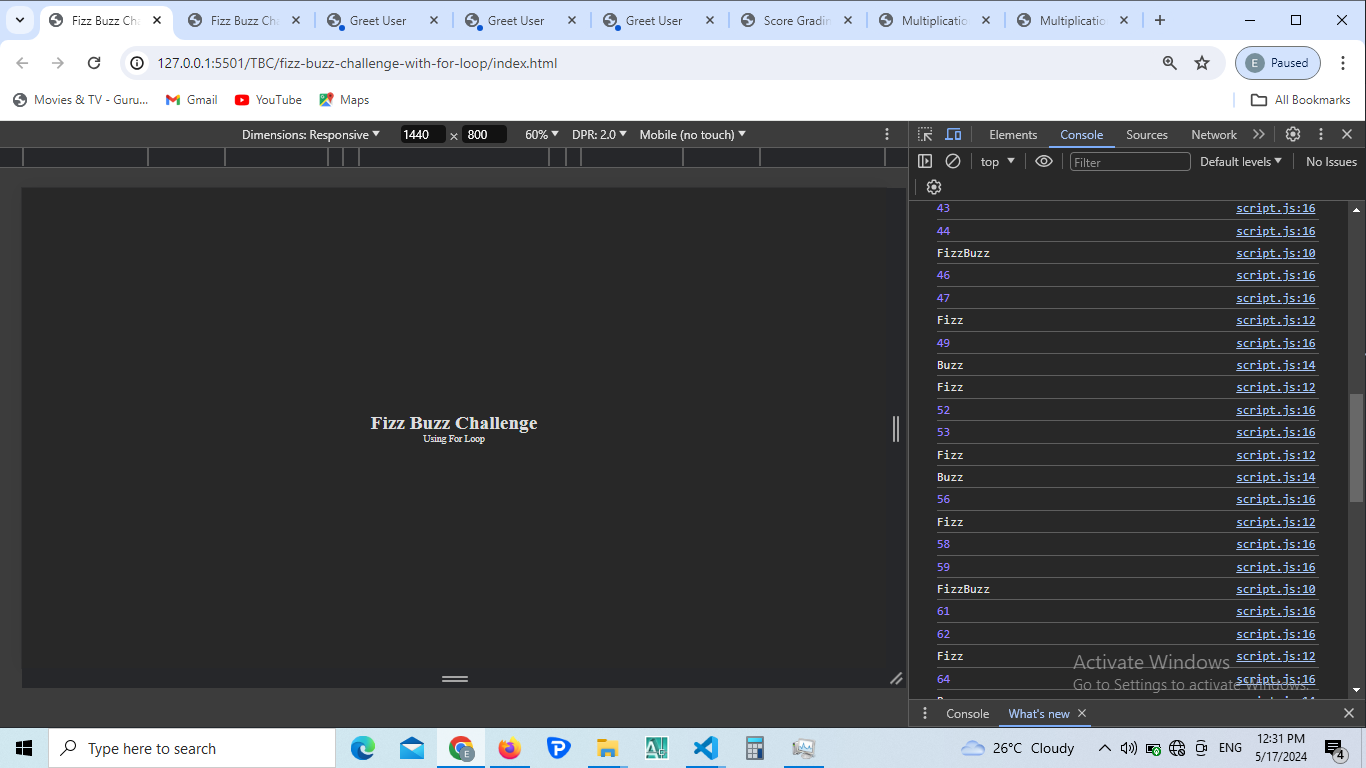 Fizz Buzz Ch
Fizz Buzz Ch
Greet User
Greet User
Greet User
Score Gradin
Multiplicatio
Multiplicatio
127.0.0.1:5501/TBC/fizz-buzz-challenge-with-for-loop/index.html
E Paused
Movies & TV - Guru...
Gmail
YouTube
Maps
All Bookmarks
Dimensions: Responsive 1440 × 800 60% DPR: 2.0 Mobile (no touch)
Elements Console Sources Network
top Filter Default levels No Issues
Fizz Buzz Challenge
Using For Loop
43 script.js:16
44 script.js:16
FizzBuzz script.js:10
46 script.js:16
47 script.js:16
Fizz script.js:12
49 script.js:16
Buzz script.js:14
Fizz script.js:12
52 script.js:16
53 script.js:16
Fizz script.js:12
Buzz script.js:14
56 script.js:16
Fizz script.js:12
58 script.js:16
59 script.js:16
FizzBuzz script.js:10
61 script.js:16
62 script.js:16
Fizz script.js:12
64 script.js:16
Activate Windows
Go to Settings to activate Windows.
Console What's new
Type here to search
26°C Cloudy
ENG
12:31 PM
5/17/2024
4